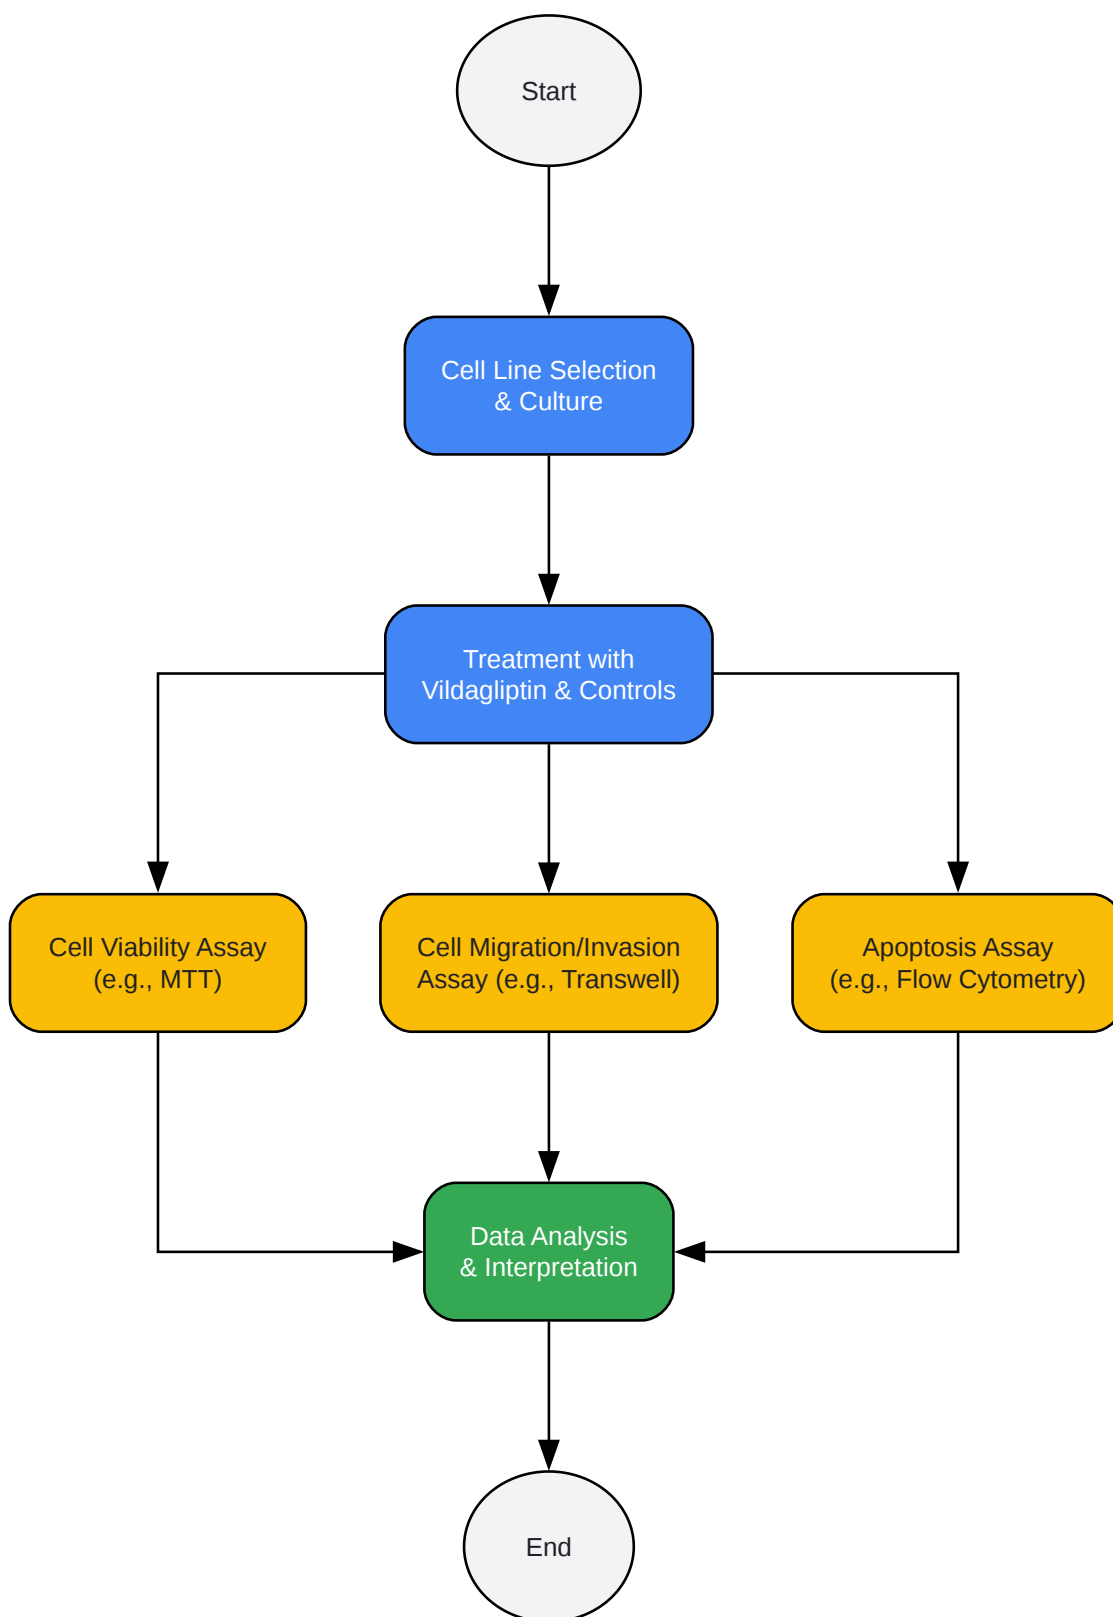 Start
Cell Line Selection
& Culture
Treatment with
Vildagliptin & Controls
Cell Viability Assay
(e.g., MTT)
Cell Migration/Invasion
Assay (e.g., Transwell)
Apoptosis Assay
(e.g., Flow Cytometry)
Data Analysis
& Interpretation
End